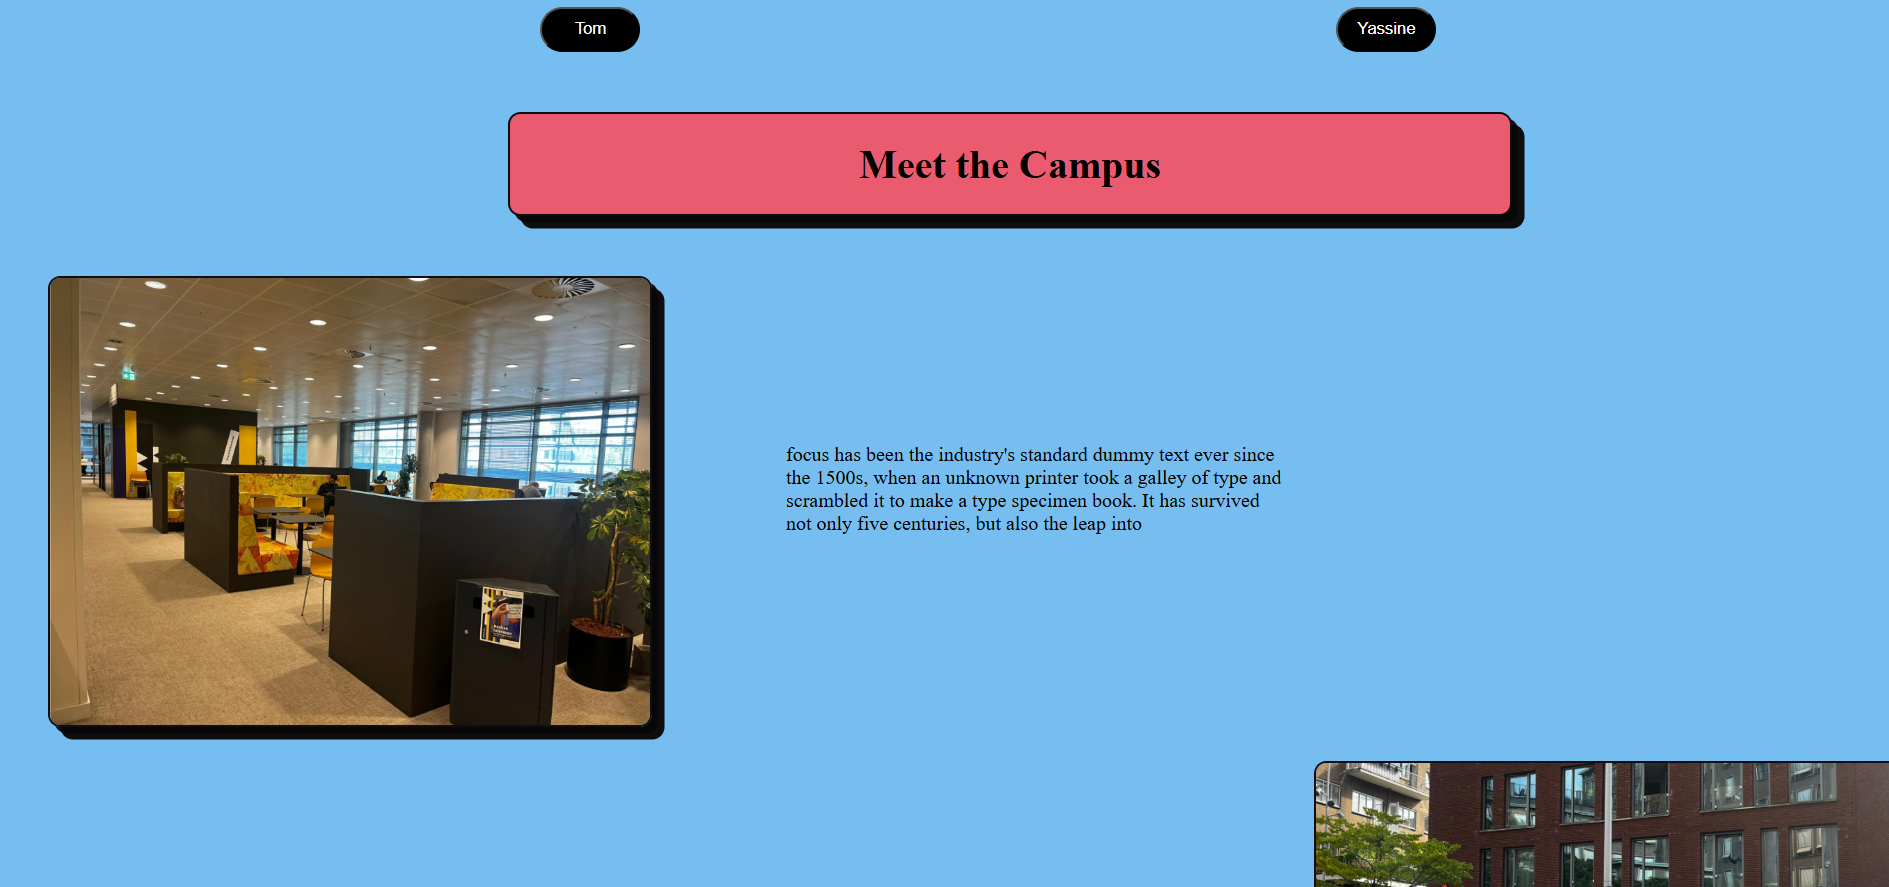 Tom
Yassine
Meet the Campus
focus has been the industry's standard dummy text ever since
the 1500s, when an unknown printer took a galley of type and
scrambled it to make a type specimen book. It has survived
not only five centuries, but also the leap into